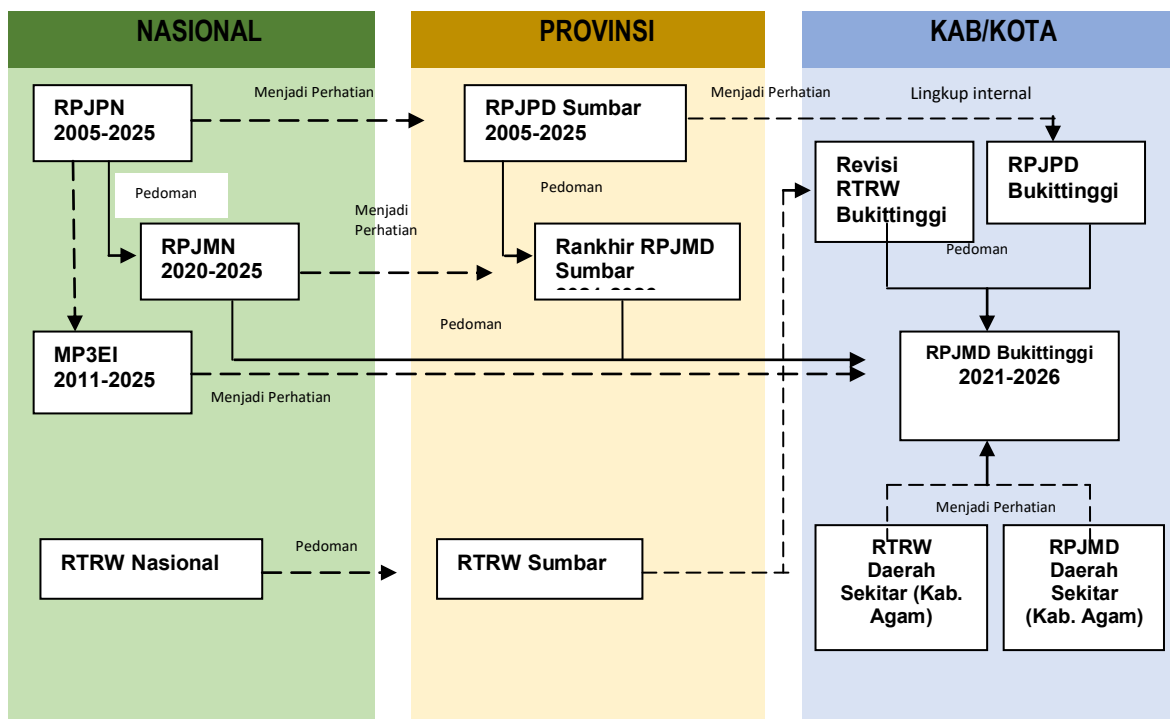 NASIONAL
PROVINSI
KAB/KOTA
RPJPN
2005-2025
Menjadi Perhatian
RPJPD Sumbar
2005-2025
Menjadi Perhatian
Lingkup internal
Revisi
RTRW
Bukittinggi
RPJPD
Bukittinggi
Pedoman
Pedoman
Menjadi
Perhatian
Pedoman
RPJMN
2020-2025
Rankhir RPJMD
Sumbar
Pedoman
MP3EI
2011-2025
Menjadi Perhatian
RPJMD Bukittinggi
2021-2026
Menjadi Perhatian
RTRW Nasional
Pedoman
RTRW Sumbar
RTRW
Daerah
Sekitar (Kab.
Agam)
RPJMD
Daerah
Sekitar
(Kab. Agam)